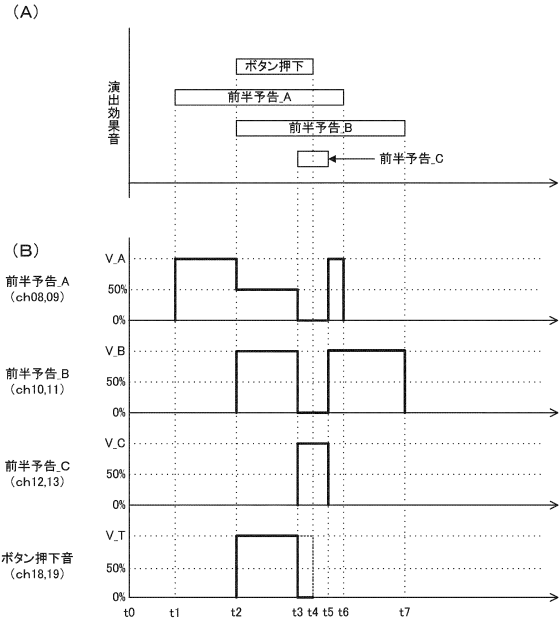 (A)
演出効果音
ボタン押下
前半予告_A
前半予告_B
前半予告_C
(B)
前半予告_A
(ch08,09)
V_A
50%
0%
前半予告_B
(ch10,11)
V_B
50%
0%
前半予告_C
(ch12,13)
V_C
50%
0%
ボタン押下音
(ch18,19)
V_T
50%
0%
t0 t1 t2 t3 t4 t5 t6 t7